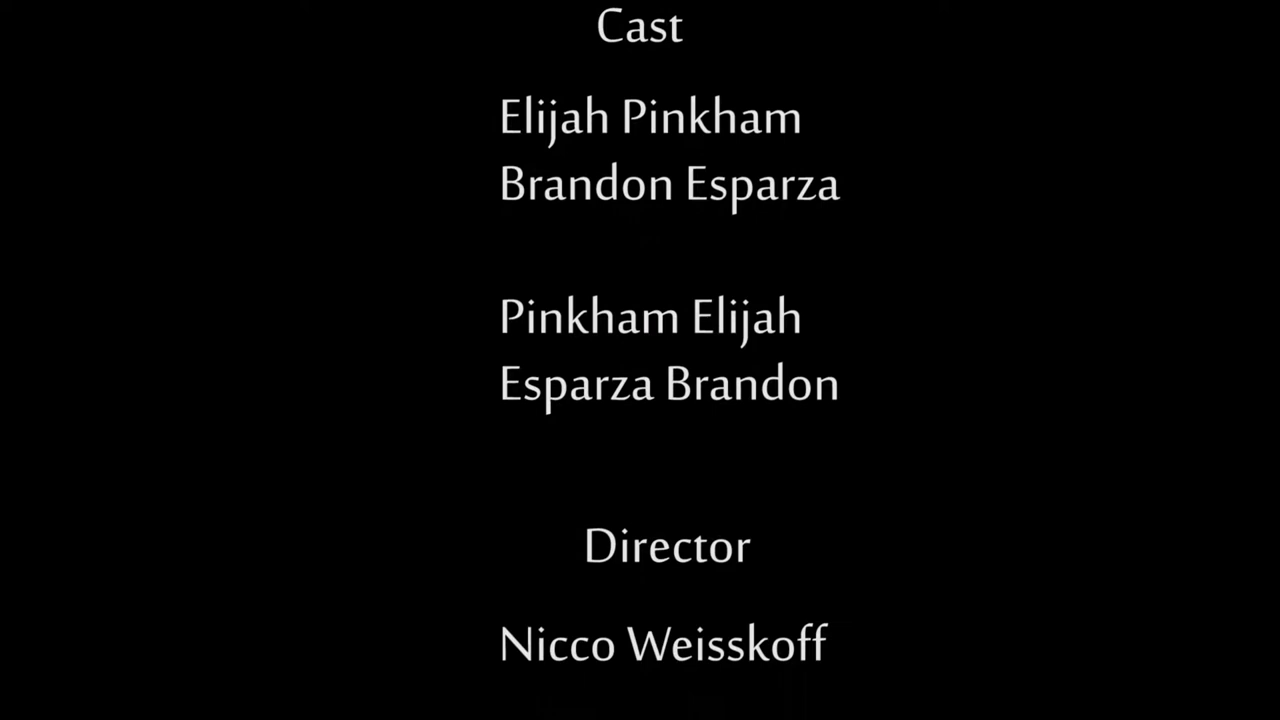 Cast
Elijah Pinkham
Brandon Esparza
Pinkham Elijah
Esparza Brandon
Director
Nicco Weisskoff